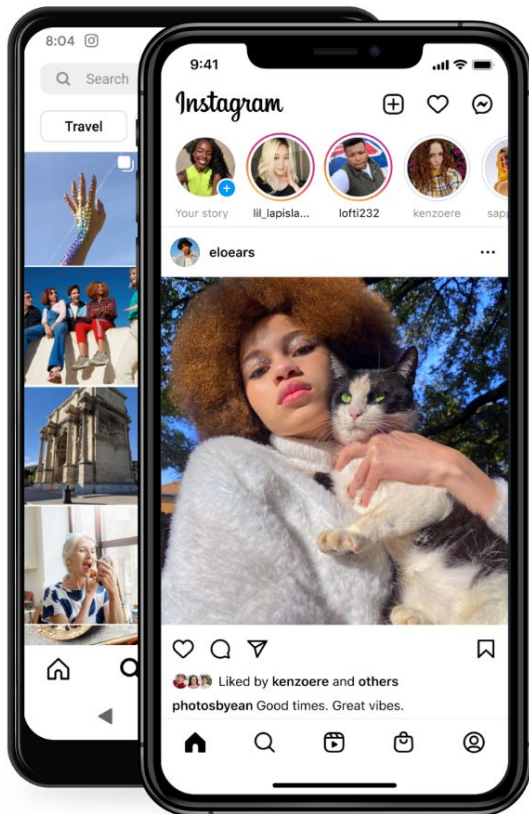 8:04
Search
Travel
9:41
Instagram
Your story
lil_lapisla...
lofti232
kenzoere
sapp
eloears
Liked by kenzoere and others
photosbyean Good times. Great vibes.